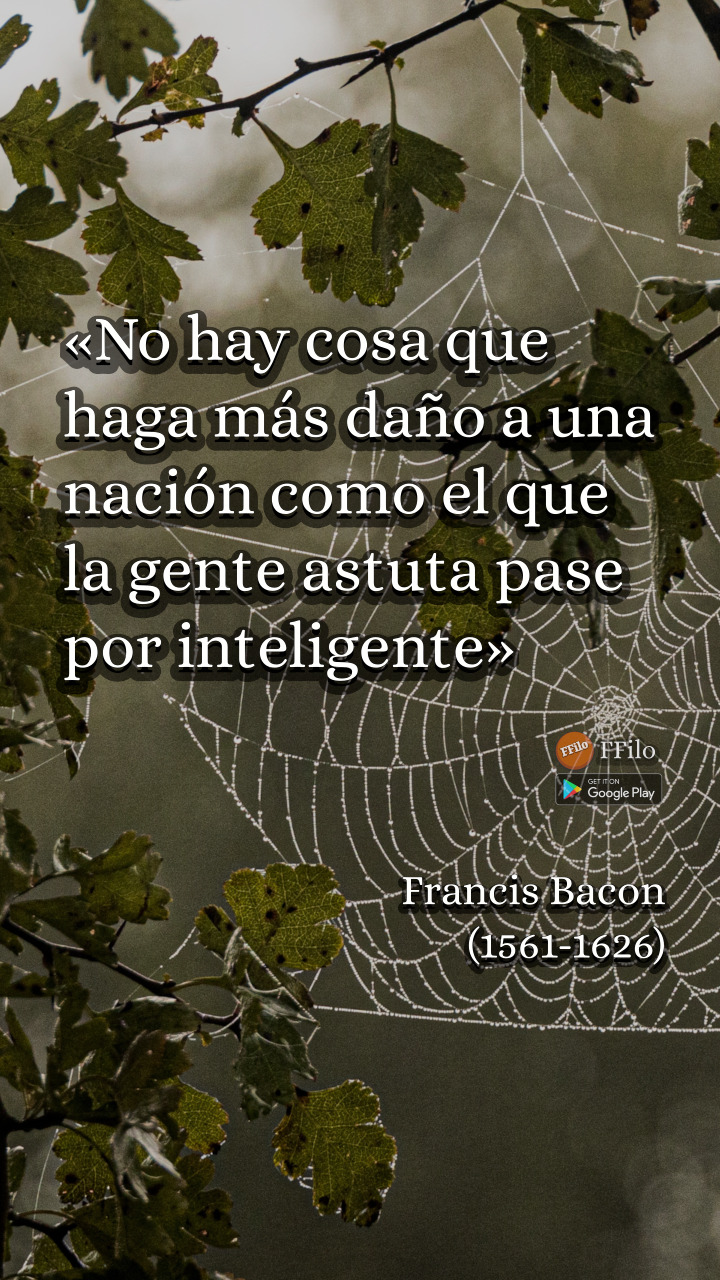 «No hay cosa que
haga más daño a una
nación como el que
la gente astuta pase
por inteligente»
FFilo FFilo
GET IT ON
Google Play
Francis Bacon
(1561-1626)